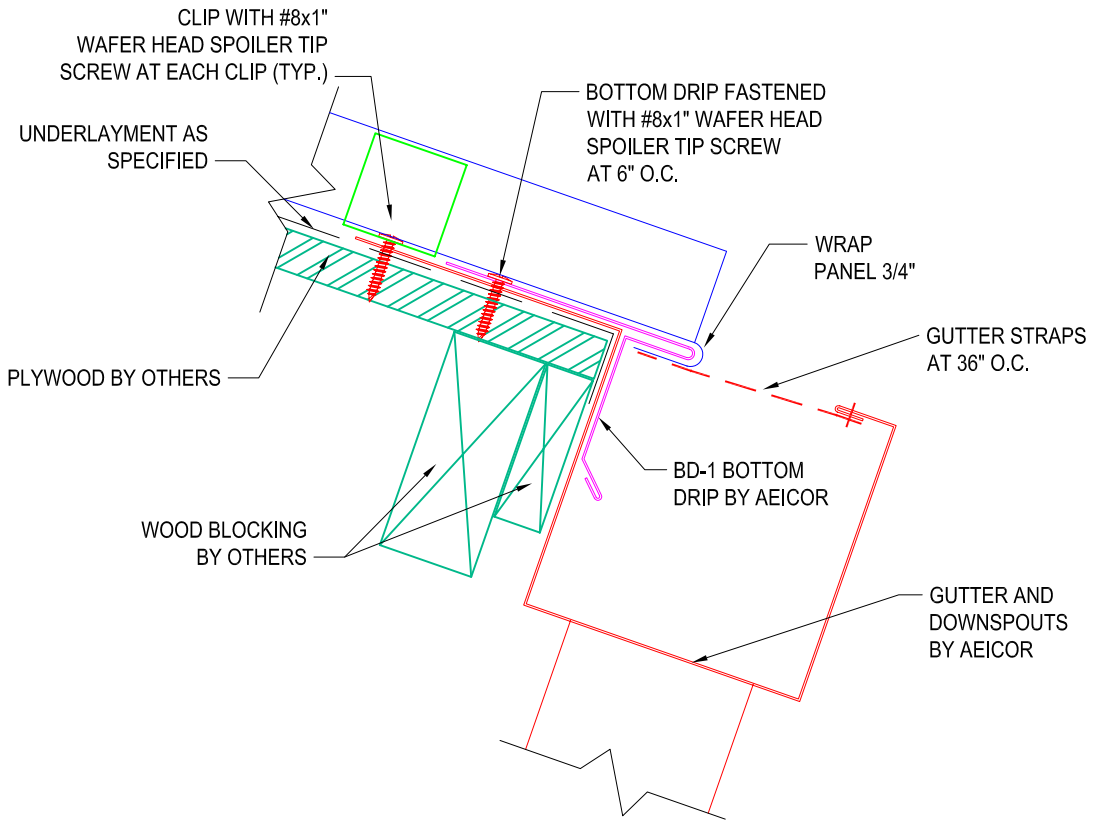 CLIP WITH #8x1"
WAFER HEAD SPOILER TIP
SCREW AT EACH CLIP (TYP.)
UNDERLAYMENT AS
SPECIFIED
BOTTOM DRIP FASTENED
WITH #8x1" WAFER HEAD
SPOILER TIP SCREW
AT 6" O.C.
WRAP
PANEL 3/4"
GUTTER STRAPS
AT 36" O.C.
PLYWOOD BY OTHERS
BD-1 BOTTOM
DRIP BY AEICOR
WOOD BLOCKING
BY OTHERS
GUTTER AND
DOWNSPOUTS
BY AEICOR